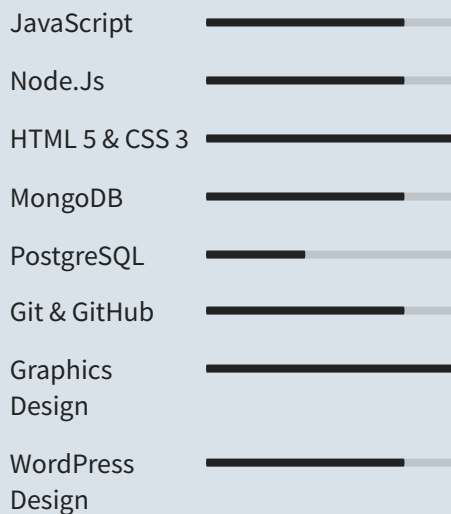 JavaScript
Node.Js
HTML 5 & CSS 3
MongoDB
PostgreSQL
Git & GitHub
Graphics
Design
WordPress
Design